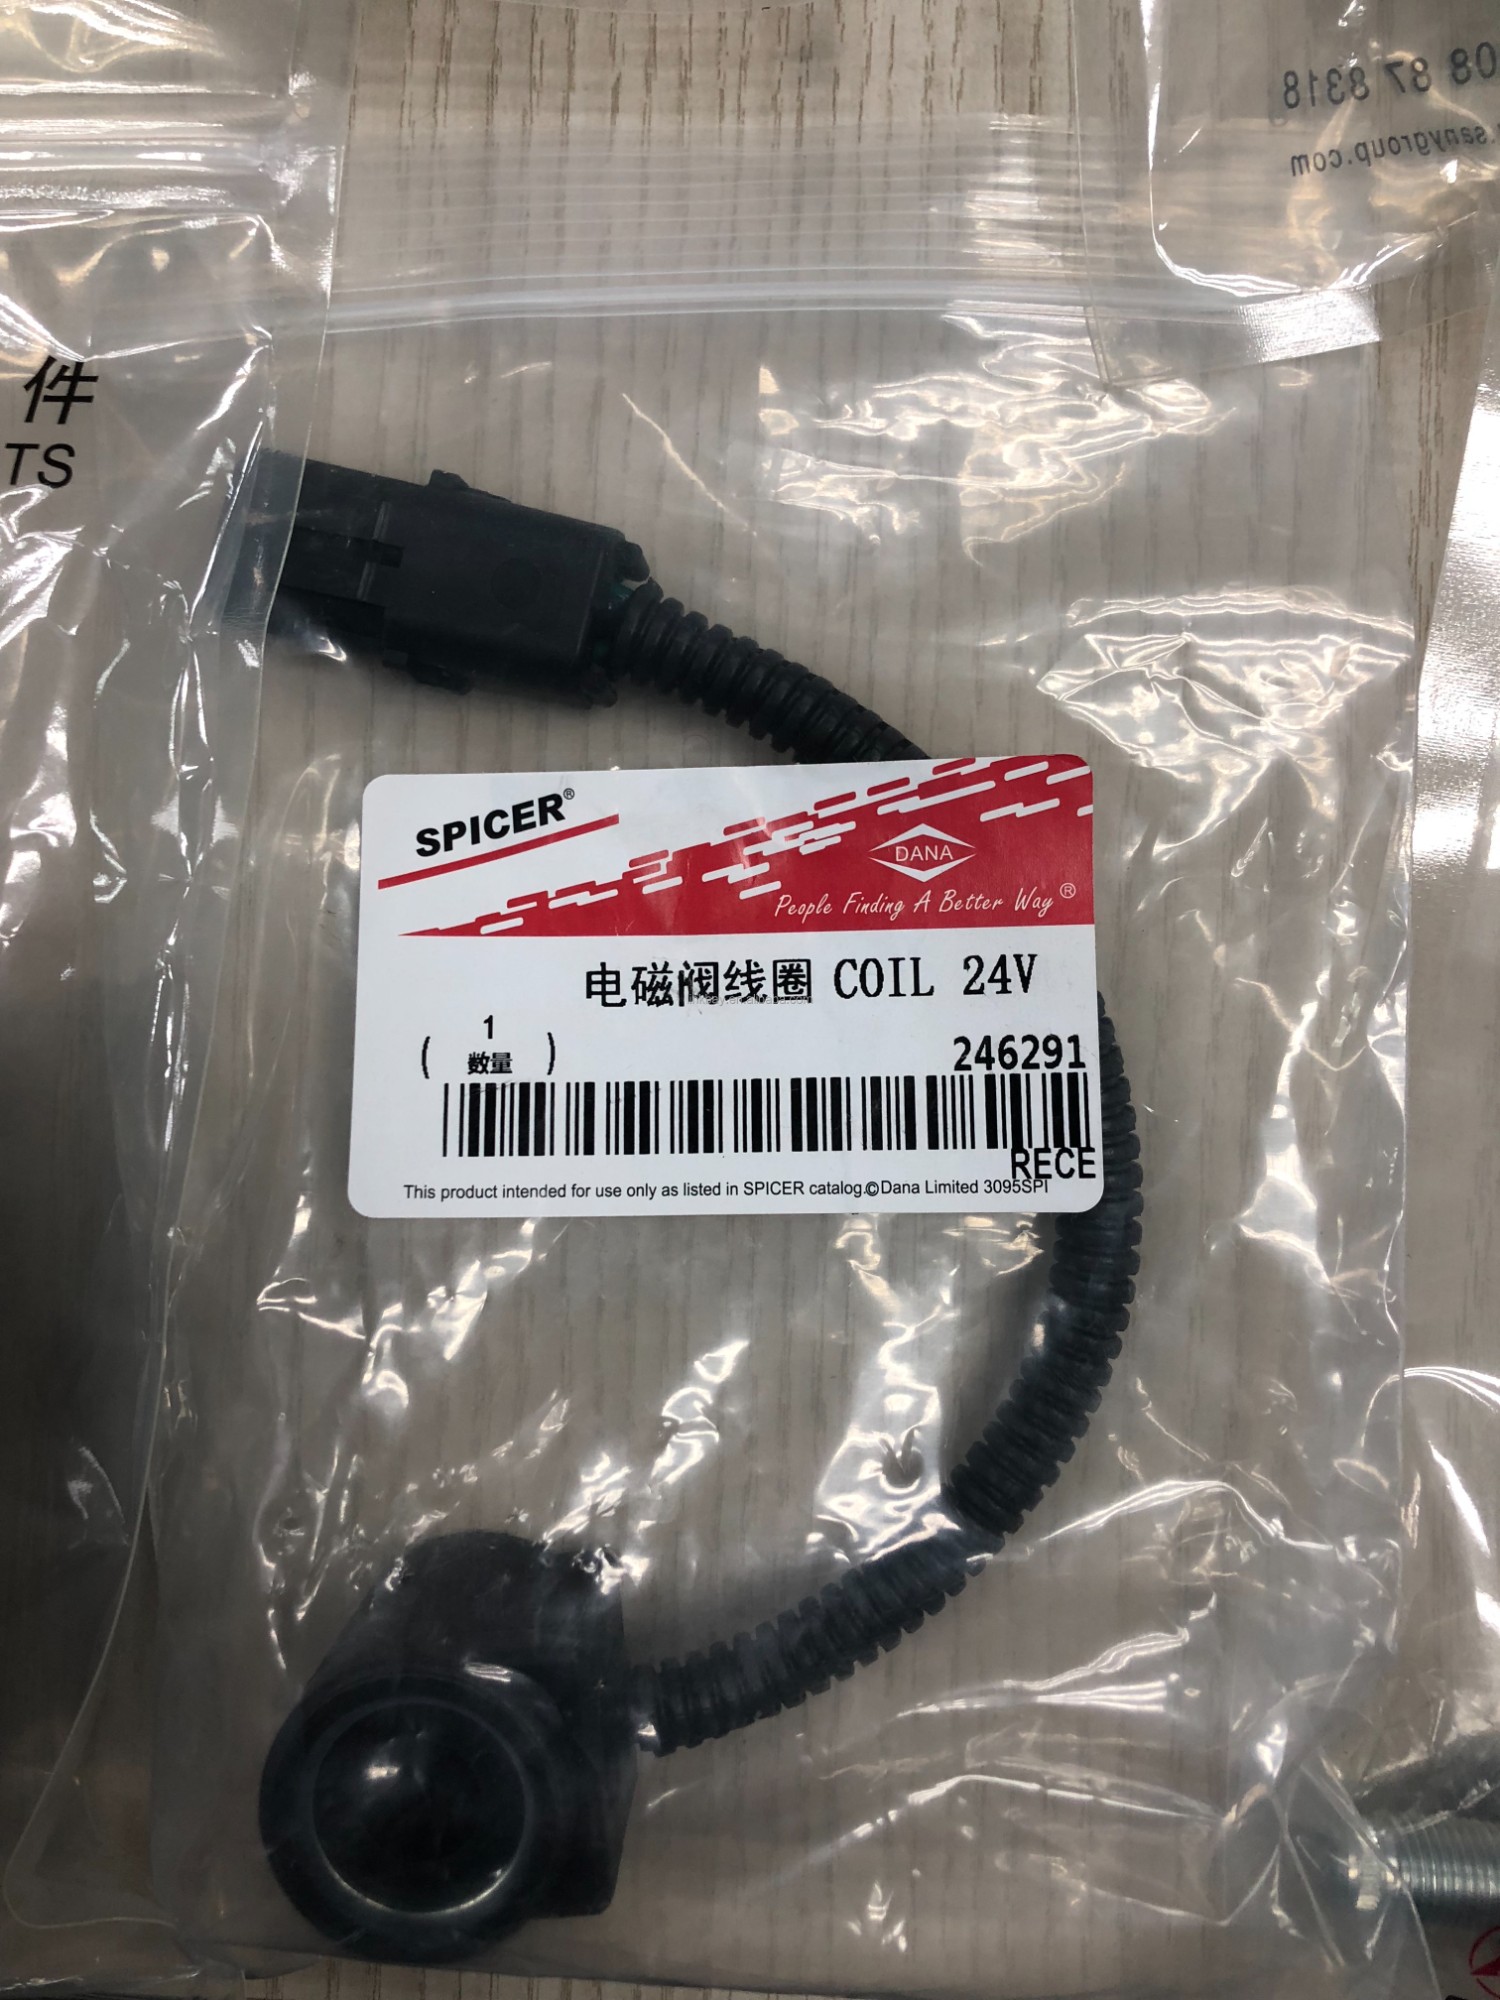 08 87 8318
.sanygroup.com
件
TS
SPICER®
DANA
People Finding A Better Way®
电磁阀线圈 COIL 24V
( 1 数量 )
246291
RECE
This product intended for use only as listed in SPICER catalog.©Dana Limited 3095SPI